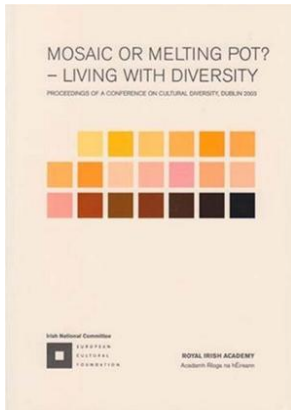 MOSAIC OR MELTING POT?
– LIVING WITH DIVERSITY
PROCEEDINGS OF A CONFERENCE ON CULTURAL DIVERSITY, DUBLIN 2003
Irish National Committee
EUROPEAN
CULTURAL
FOUNDATION
ROYAL IRISH ACADEMY
Acadamh Ríoga na hÉireann